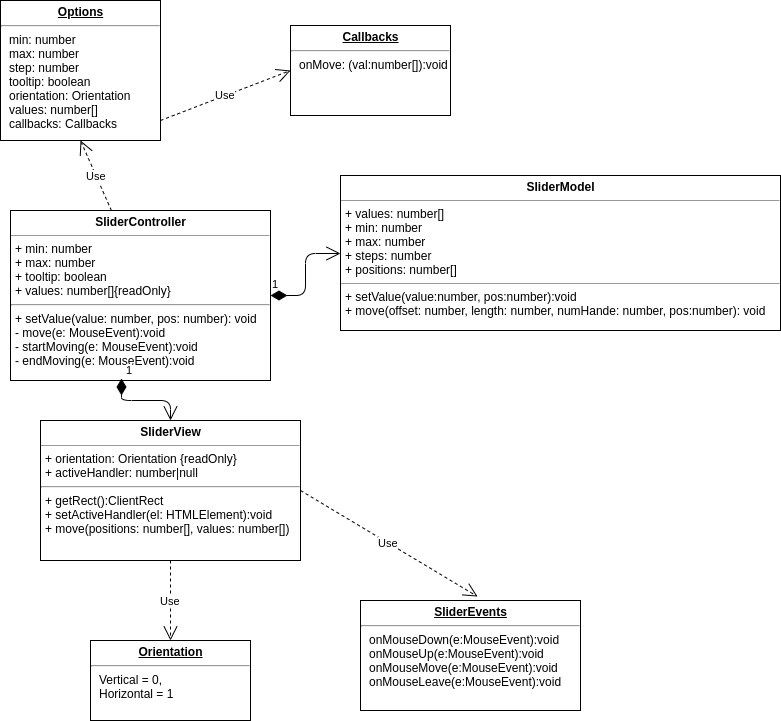 Options
min: number
max: number
step: number
tooltip: boolean
orientation: Orientation
values: number[]
callbacks: Callbacks
Callbacks
onMove: (val:number[]):void
Use
Use
SliderController
+ min: number
+ max: number
+ tooltip: boolean
+ values: number[]{readOnly}
+ setValue(value: number, pos: number): void
- move(e: MouseEvent):void
- startMoving(e: MouseEvent):void
- endMoving(e: MouseEvent):void
1
1
SliderModel
+ values: number[]
+ min: number
+ max: number
+ steps: number
+ positions: number[]
+ setValue(value:number, pos:number):void
+ move(offset: number, length: number, numHande: number, pos:number): void
SliderView
+ orientation: Orientation {readOnly}
+ activeHandler: number|null
+ getRect():ClientRect
+ setActiveHandler(el: HTMLElement):void
+ move(positions: number[], values: number[])
Use
Use
Orientation
Vertical = 0,
Horizontal = 1
SliderEvents
onMouseDown(e:MouseEvent):void
onMouseUp(e:MouseEvent):void
onMouseMove(e:MouseEvent):void
onMouseLeave(e:MouseEvent):void